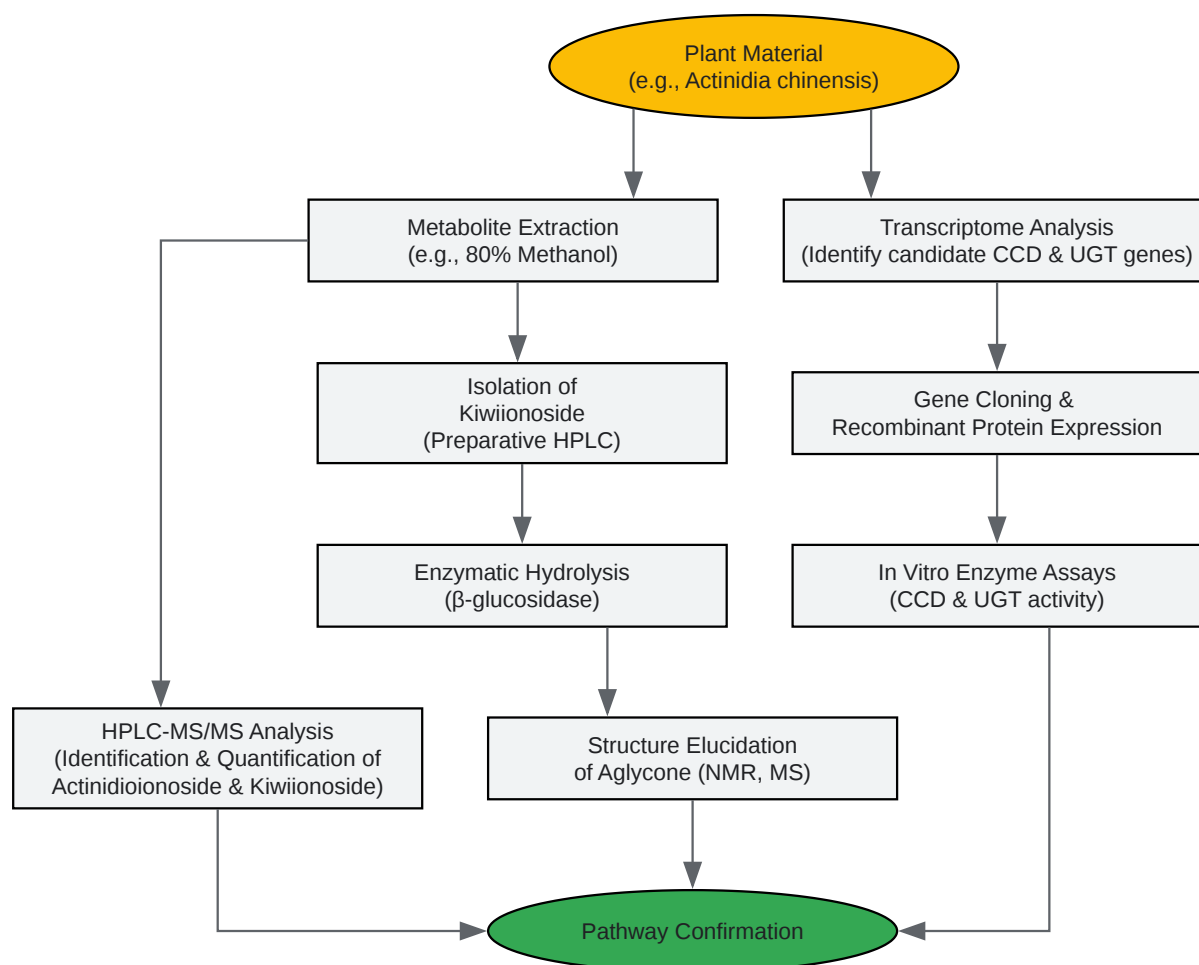 Plant Material
(e.g., Actinidia chinensis)
Metabolite Extraction
(e.g., 80% Methanol)
Transcriptome Analysis
(Identify candidate CCD & UGT genes)
Isolation of
Kiwiionoside
(Preparative HPLC)
Gene Cloning &
Recombinant Protein Expression
Enzymatic Hydrolysis
(β-glucosidase)
In Vitro Enzyme Assays
(CCD & UGT activity)
HPLC-MS/MS Analysis
(Identification & Quantification of
Actinidioionoside & Kiwiionoside)
Structure Elucidation
of Aglycone (NMR, MS)
Pathway Confirmation